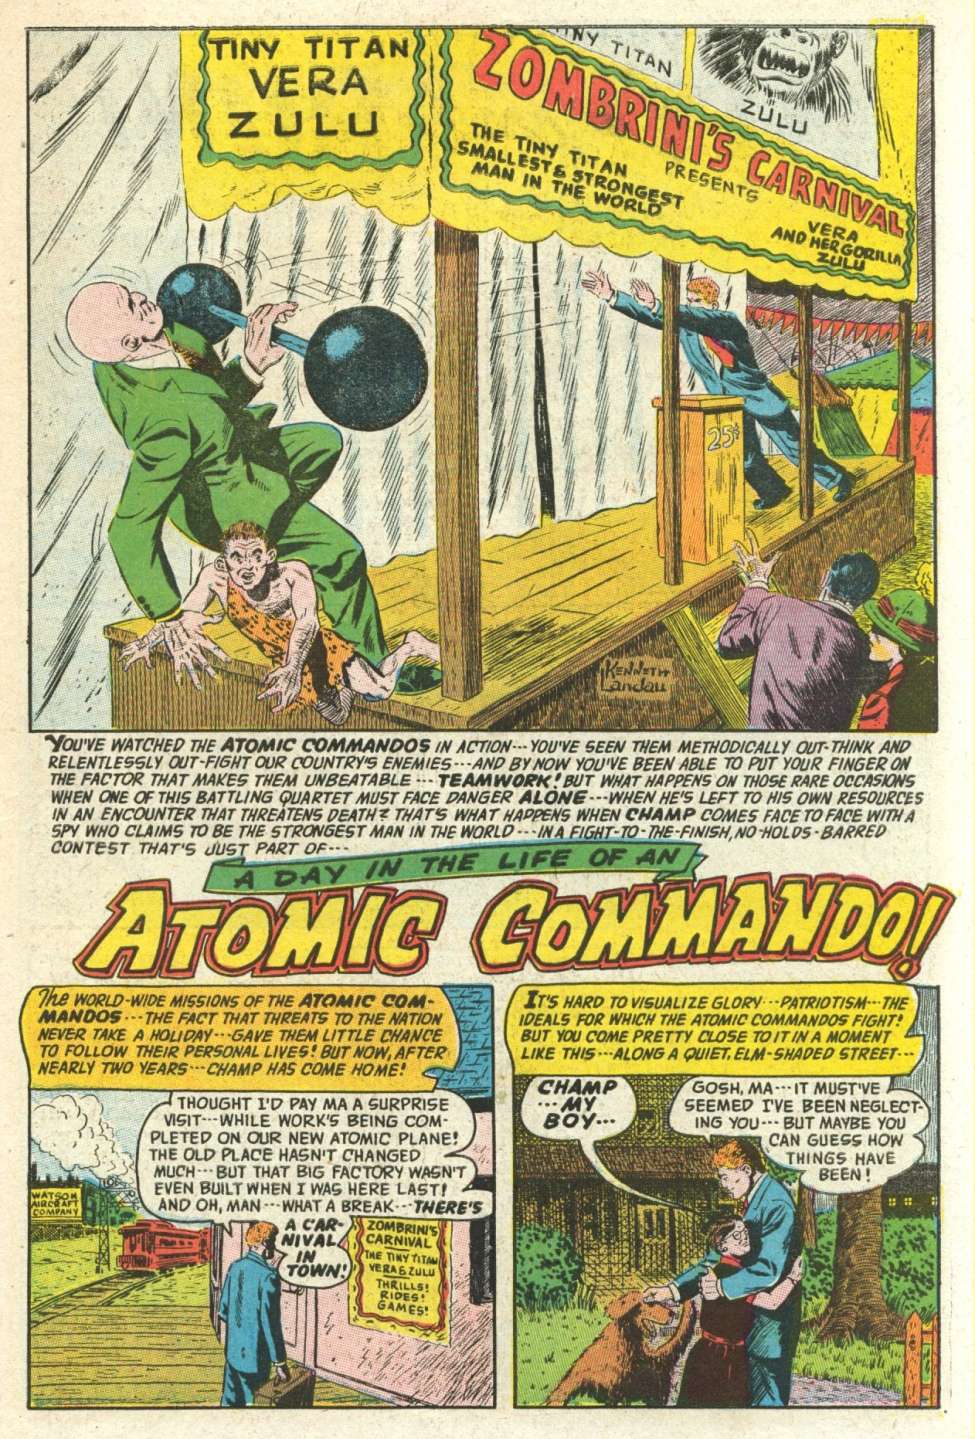 TINY TITAN
VERA
ZULU
TINY TITAN
ZULU
ZOMBRINI'S CARNIVAL
PRESENTS
THE TINY TITAN
SMALLEST & STRONGEST
MAN IN THE WORLD
VERA
AND HER GORILLA
ZULU
25¢
KENNETH
Landau
YOU'VE WATCHED THE ATOMIC COMMANDOS IN ACTION---YOU'VE SEEN THEM METHODICALLY OUT-THINK AND
RELENTLESSLY OUT-FIGHT OUR COUNTRY'S ENEMIES---AND BY NOW YOU'VE BEEN ABLE TO PUT YOUR FINGER ON
THE FACTOR THAT MAKES THEM UNBEATABLE---TEAMWORK! BUT WHAT HAPPENS ON THOSE RARE OCCASIONS
WHEN ONE OF THIS BATTLING QUARTET MUST FACE DANGER ALONE---WHEN HE'S LEFT TO HIS OWN RESOURCES
IN AN ENCOUNTER THAT THREATENS DEATH? THAT'S WHAT HAPPENS WHEN CHAMP COMES FACE TO FACE WITH A
SPY WHO CLAIMS TO BE THE STRONGEST MAN IN THE WORLD---IN A FIGHT-TO-THE-FINISH, NO-HOLDS-BARRED
CONTEST THAT'S JUST PART OF---
A DAY IN THE LIFE OF AN
ATOMIC COMMANDO!
THE WORLD-WIDE MISSIONS OF THE ATOMIC COM-
MANDOS---THE FACT THAT THREATS TO THE NATION
NEVER TAKE A HOLIDAY---GAVE THEM LITTLE CHANCE
TO FOLLOW THEIR PERSONAL LIVES! BUT NOW, AFTER
NEARLY TWO YEARS---CHAMP HAS COME HOME!
THOUGHT I'D PAY MA A SURPRISE
VISIT---WHILE WORK'S BEING COM-
PLETED ON OUR NEW ATOMIC PLANE!
THE OLD PLACE HASN'T CHANGED
MUCH---BUT THAT BIG FACTORY WASN'T
EVEN BUILT WHEN I WAS HERE LAST!
AND OH, MAN---WHAT A BREAK---THERE'S
A CAR-
NIVAL
IN
TOWN!
WATSON
AIRCRAFT
COMPANY
ZOMBRINI'S
CARNIVAL
THE TINY TITAN
VERA & ZULU
THRILLS!
RIDES!
GAMES!
IT'S HARD TO VISUALIZE GLORY---PATRIOTISM---THE
IDEALS FOR WHICH THE ATOMIC COMMANDOS FIGHT!
BUT YOU COME PRETTY CLOSE TO IT IN A MOMENT
LIKE THIS---ALONG A QUIET, ELM-SHADED STREET---
CHAMP
---MY
BOY---
GOSH, MA---IT MUST'VE
SEEMED I'VE BEEN NEGLECT-
ING YOU---BUT MAYBE YOU
CAN GUESS HOW
THINGS HAVE
BEEN!